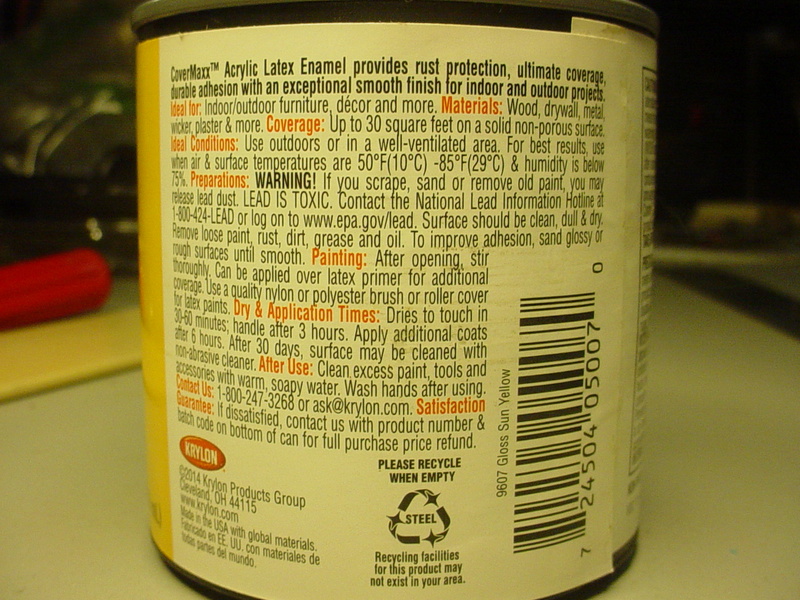 CoverMaxx™ Acrylic Latex Enamel provides rust protection, ultimate coverage,
durable adhesion with an exceptional smooth finish for indoor and outdoor projects.
Ideal for: Indoor/outdoor furniture, décor and more. Materials: Wood, drywall, metal,
wicker, plaster & more. Coverage: Up to 30 square feet on a solid non-porous surface.
Ideal Conditions: Use outdoors or in a well-ventilated area. For best results, use
when air & surface temperatures are 50°F(10°C) -85°F(29°C) & humidity is below
75%. Preparations: WARNING! If you scrape, sand or remove old paint, you may
release lead dust. LEAD IS TOXIC. Contact the National Lead Information Hotline at
1-800-424-LEAD or log on to www.epa.gov/lead. Surface should be clean, dull & dry.
Remove loose paint, rust, dirt, grease and oil. To improve adhesion, sand glossy or
rough surfaces until smooth. Painting: After opening, stir
thoroughly. Can be applied over latex primer for additional
coverage. Use a quality nylon or polyester brush or roller cover
for latex paints. Dry & Application Times: Dries to touch in
30-60 minutes; handle after 3 hours. Apply additional coats
after 6 hours. After 30 days, surface may be cleaned with
non-abrasive cleaner. After Use: Clean excess paint, tools and
accessories with warm, soapy water. Wash hands after using.
Contact Us: 1-800-247-3268 or ask@krylon.com. Satisfaction
Guarantee: If dissatisfied, contact us with product number &
batch code on bottom of can for full purchase price refund.
KRYLON
©2014 Krylon Products Group
Cleveland, OH 44115
www.krylon.com
Made in the USA with global materials.
Fabricado en EE. UU. con materiales de
todas partes del mundo.
PLEASE RECYCLE
WHEN EMPTY
STEEL
Recycling facilities
for this product may
not exist in your area.
9607 Gloss Sun Yellow
7 24504 05007 0